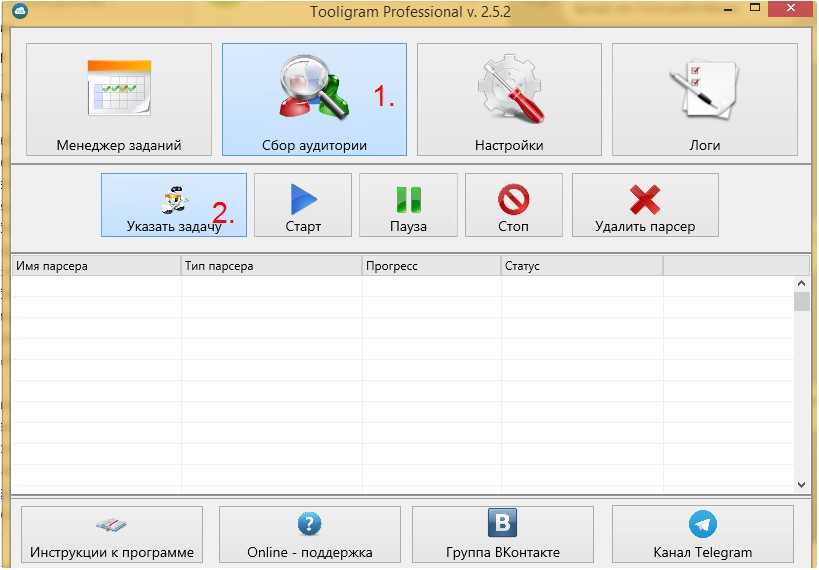 Tooligram Professional v. 2.5.2
1.
Менеджер заданий
Сбор аудитории
Настройки
Логи
2.
Указать задачу
Старт
Пауза
Стоп
Удалить парсер
Имя парсера
Тип парсера
Прогресс
Статус
Инструкции к программе
Online - поддержка
B
Группа ВКонтакте
Канал Telegram